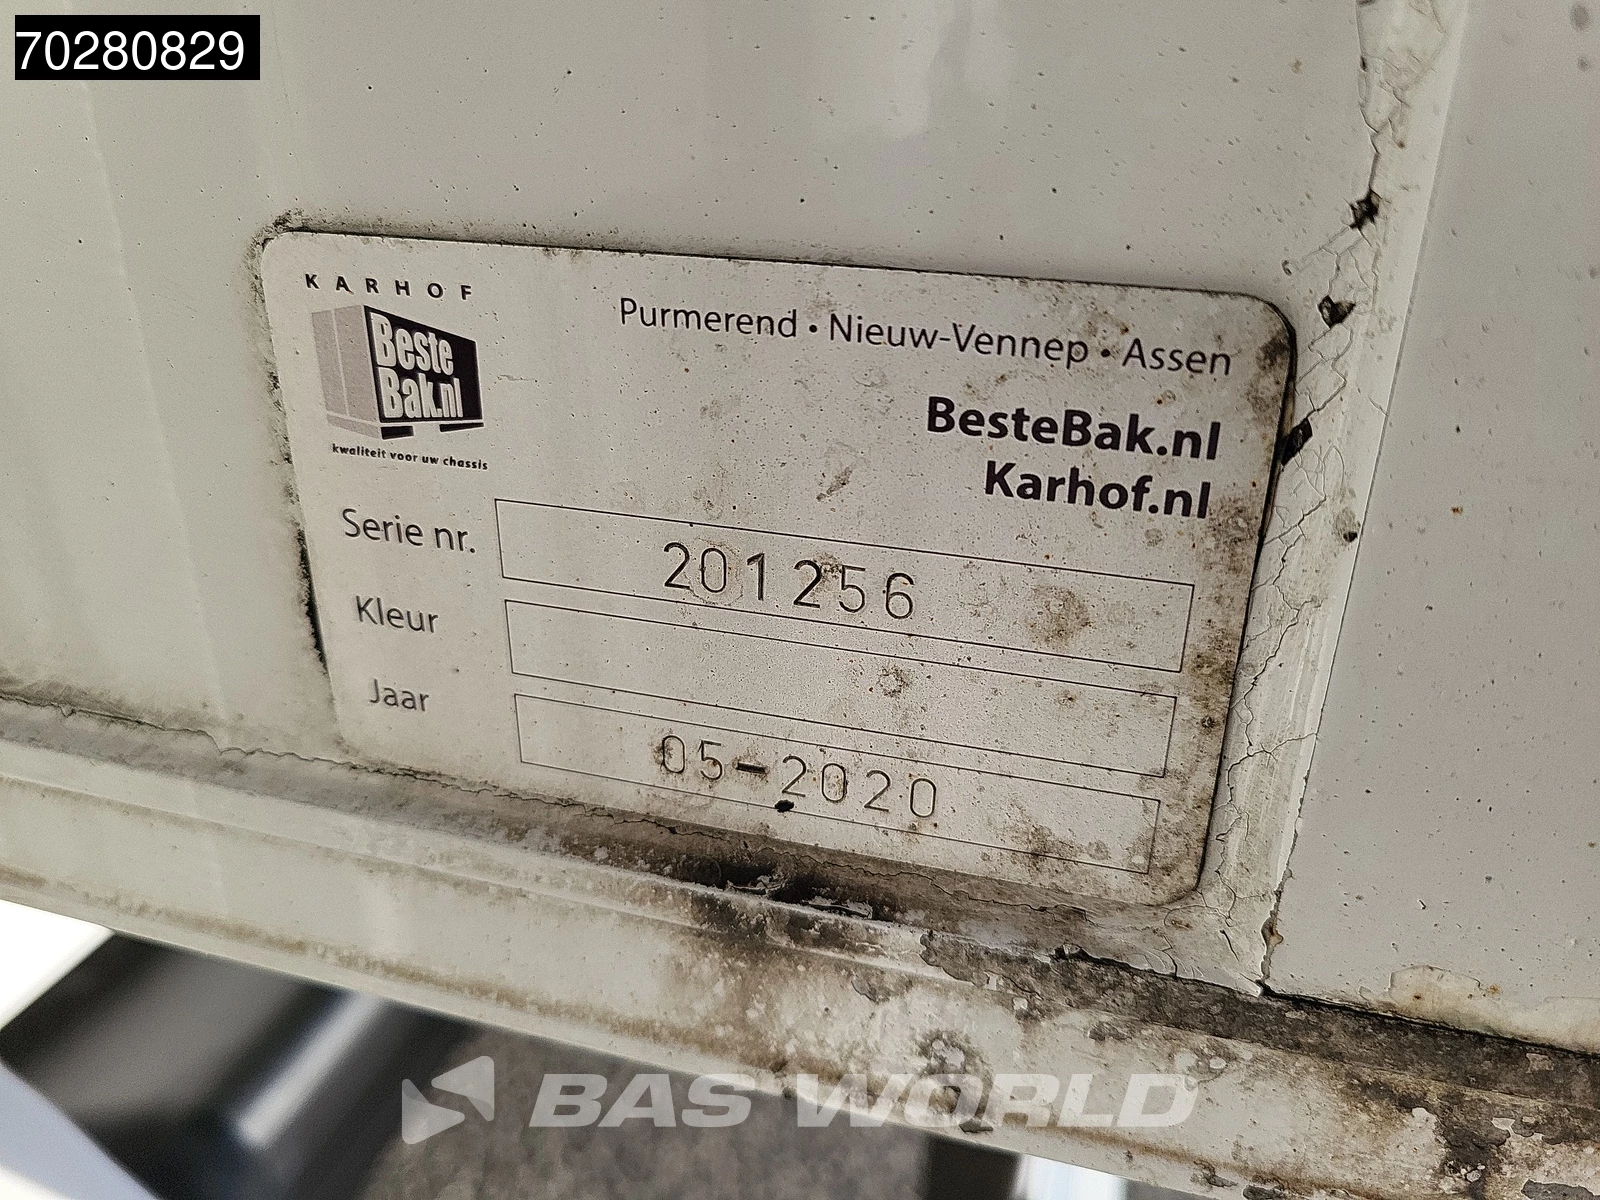 70280829
KARHOF
Beste
Bak.nl
kwaliteit voor uw chassis
Purmerend • Nieuw-Vennep • Assen
BesteBak.nl
Karhof.nl
Serie nr. 201256
Kleur
Jaar 05-2020
BAS WORLD